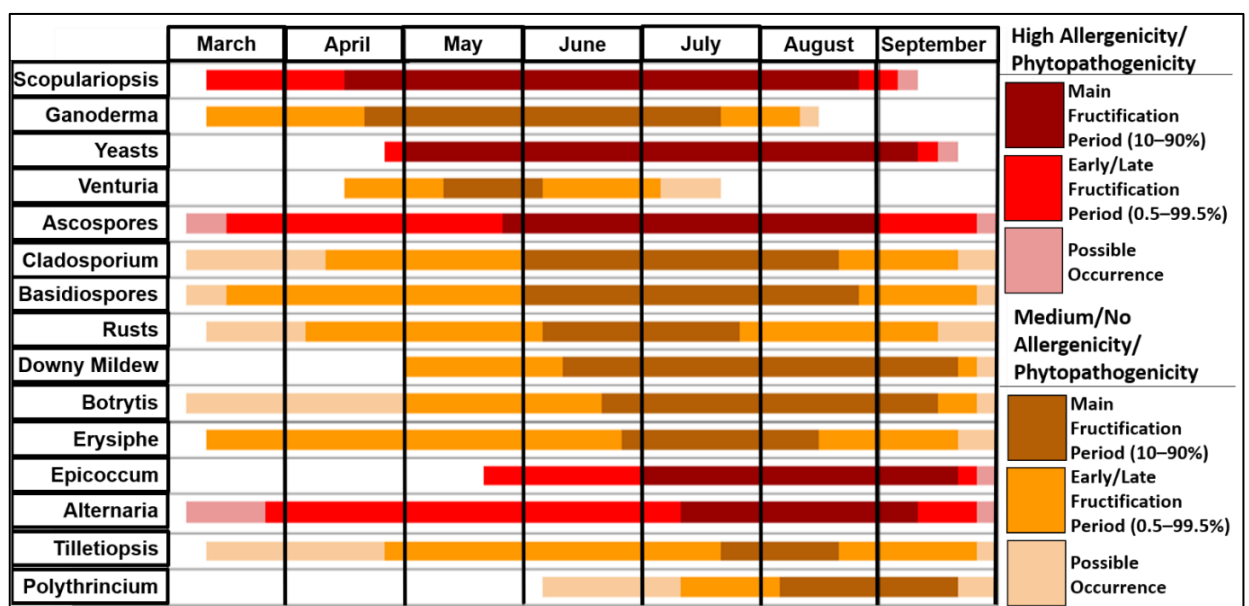 March April May June July August September
Scopulariopsis
Ganoderma
Yeasts
Venturia
Ascospores
Cladosporium
Basidiospores
Rusts
Downy Mildew
Botrytis
Erysiphe
Epicoccum
Alternaria
Tilletiopsis
Polythrincium
High Allergenicity/
Phytopathogenicity
Main
Fructification
Period (10–90%)
Early/Late
Fructification
Period (0.5–99.5%)
Possible
Occurrence
Medium/No
Allergenicity/
Phytopathogenicity
Main
Fructification
Period (10–90%)
Early/Late
Fructification
Period (0.5–99.5%)
Possible
Occurrence